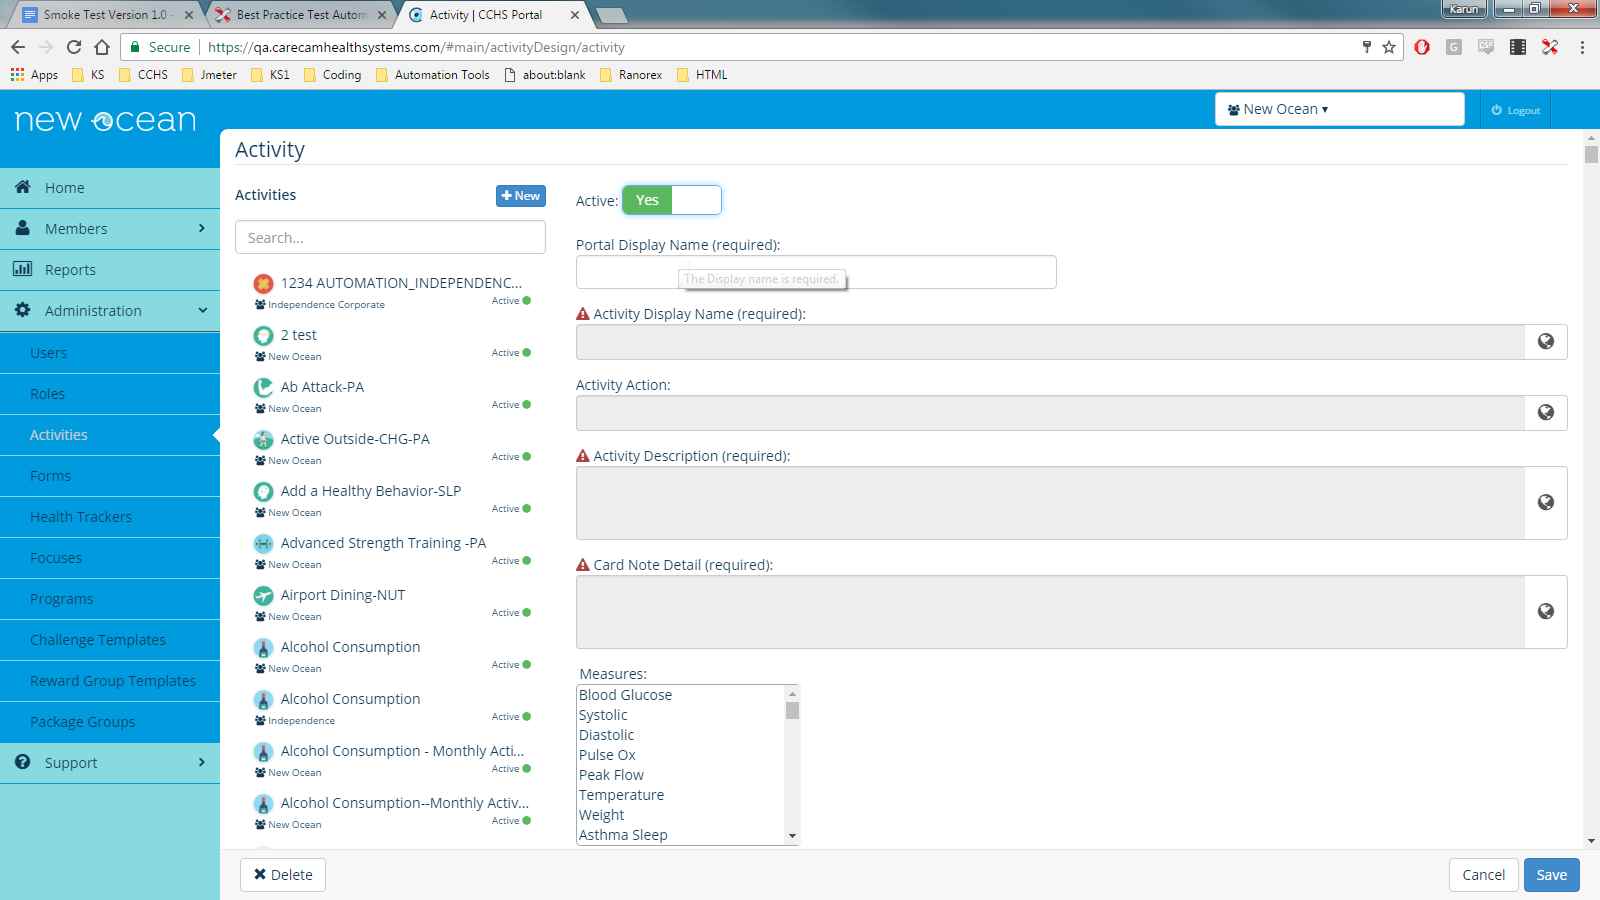 Smoke Test Version 1.0 -
Best Practice Test Autom
Activity | CCHS Portal
Karun
Secure https://qa.carecamhealthsystems.com/#main/activityDesign/activity
Apps KS CCHS Jmeter KS1 Coding Automation Tools about:blank Ranorex HTML
new ocean
New Ocean
Logout
Home
Members
Reports
Administration
Users
Roles
Activities
Forms
Health Trackers
Focuses
Programs
Challenge Templates
Reward Group Templates
Package Groups
Support
Activity
Activities
New
Search...
1234 AUTOMATION_INDEPENDENC...
Independence Corporate Active
2 test
New Ocean Active
Ab Attack-PA
New Ocean Active
Active Outside-CHG-PA
New Ocean Active
Add a Healthy Behavior-SLP
New Ocean Active
Advanced Strength Training -PA
New Ocean Active
Airport Dining-NUT
New Ocean Active
Alcohol Consumption
New Ocean Active
Alcohol Consumption
Independence Active
Alcohol Consumption - Monthly Acti...
New Ocean Active
Alcohol Consumption--Monthly Activ...
New Ocean Active
Active: Yes
Portal Display Name (required):
The Display name is required.
Activity Display Name (required):
Activity Action:
Activity Description (required):
Card Note Detail (required):
Measures:
Blood Glucose
Systolic
Diastolic
Pulse Ox
Peak Flow
Temperature
Weight
Asthma Sleep
Delete
Cancel
Save